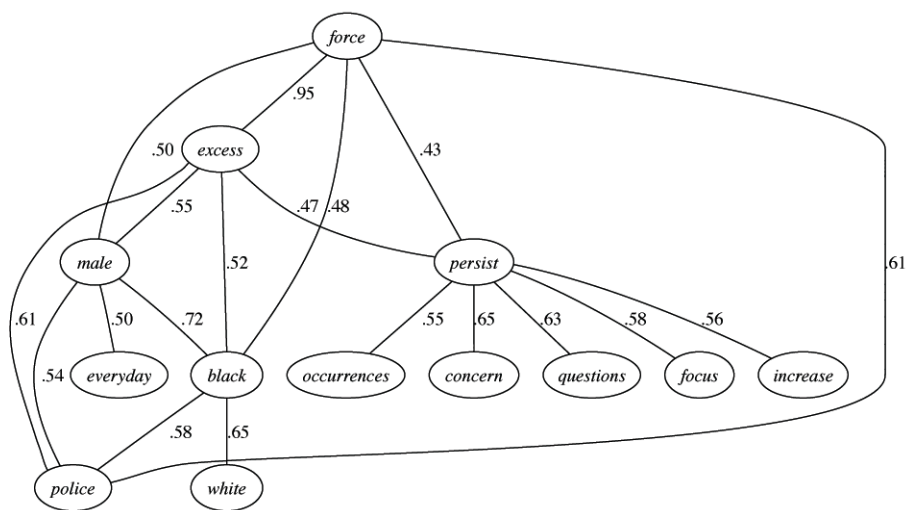 force
.95
.50
excess
.43
.55
.47
.48
male
.52
persist
.61
.61
.50
.72
.55
.65
.63
.58
.56
.54
everyday
black
occurrences
concern
questions
focus
increase
.58
.65
police
white